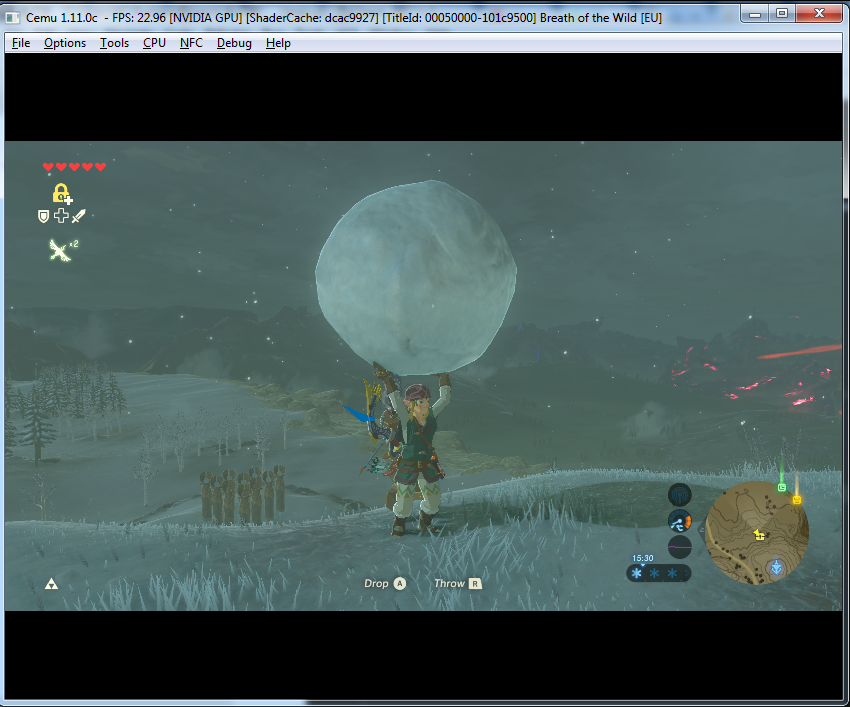 Cemu 1.11.0c - FPS: 22.96 [NVIDIA GPU] [ShaderCache: dcac9927] [TitleId: 00050000-101c9500] Breath of the Wild [EU]
File Options Tools CPU NFC Debug Help
x2
15:30
Drop A Throw R